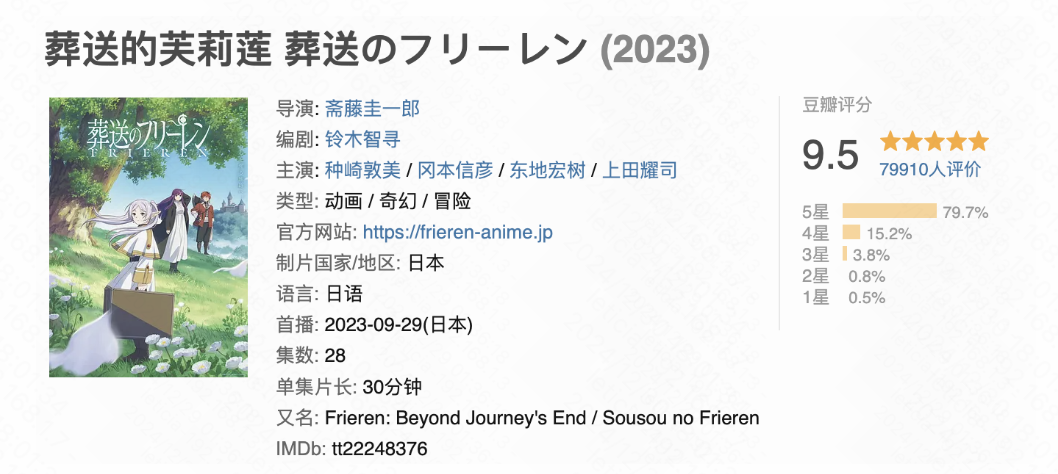 葬送的芙莉莲 葬送のフリーレン (2023)
葬送のフリーレン
FRIEREN
导演: 斋藤圭一郎
编剧: 铃木智寻
主演: 种崎敦美 / 冈本信彦 / 东地宏树 / 上田耀司
类型: 动画 / 奇幻 / 冒险
官方网站: https://frieren-anime.jp
制片国家/地区: 日本
语言: 日语
首播: 2023-09-29(日本)
集数: 28
单集片长: 30分钟
又名: Frieren: Beyond Journey's End / Sousou no Frieren
IMDb: tt22248376
豆瓣评分
9.5
79910人评价
5星 79.7%
4星 15.2%
3星 3.8%
2星 0.8%
1星 0.5%